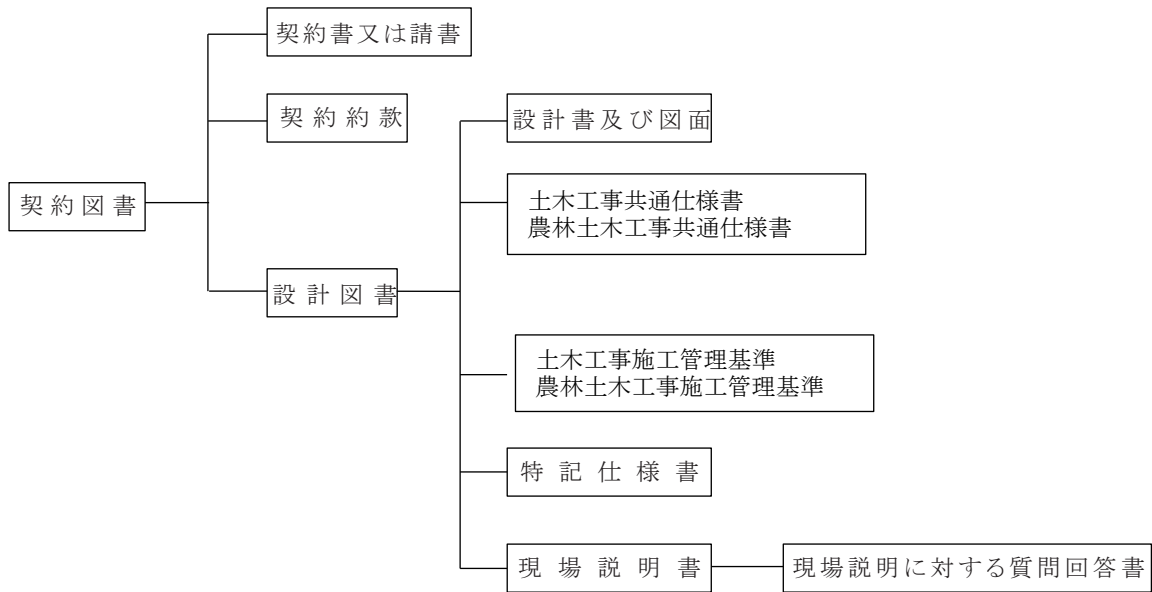 契約書又は請書
契約約款
設計書及び図面
土木工事共通仕様書
農林土木工事共通仕様書
契約図書
設計図書
土木工事施工管理基準
農林土木工事施工管理基準
特記仕様書
現場説明書
現場説明に対する質問回答書